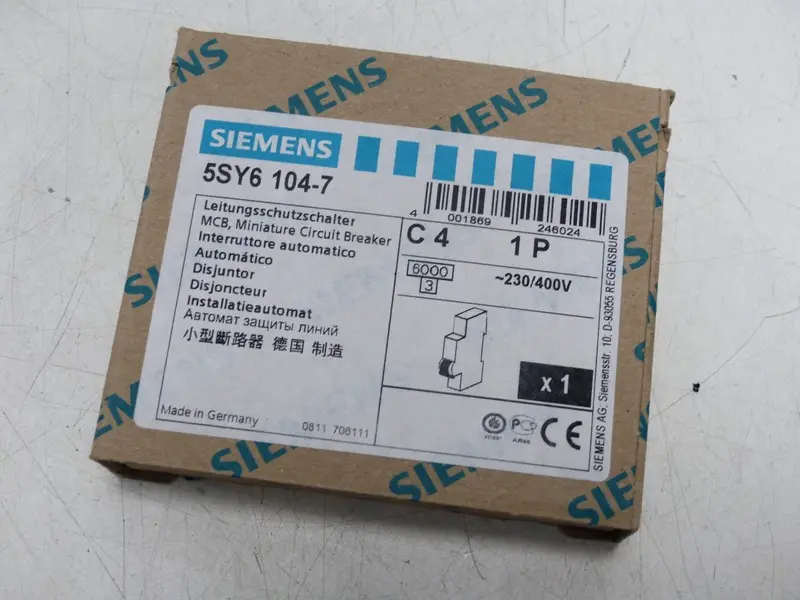 SIEMENS
SIEMENS
5SY6 104-7
Leitungsschutzschalter
MCB, Miniature Circuit Breaker
Interruttore automatico
Automático
Disjuntor
Disjoncteur
Installatieautomat
Автомат защиты линий
小型斷路器 德国 制造
Made in Germany
0811 706111
4 001869 246024
C 4 1 P
6000
3
~230/400V
x 1
CE
SIEMENS AG, Siemensstr. 10, D-93055 REGENSBURG